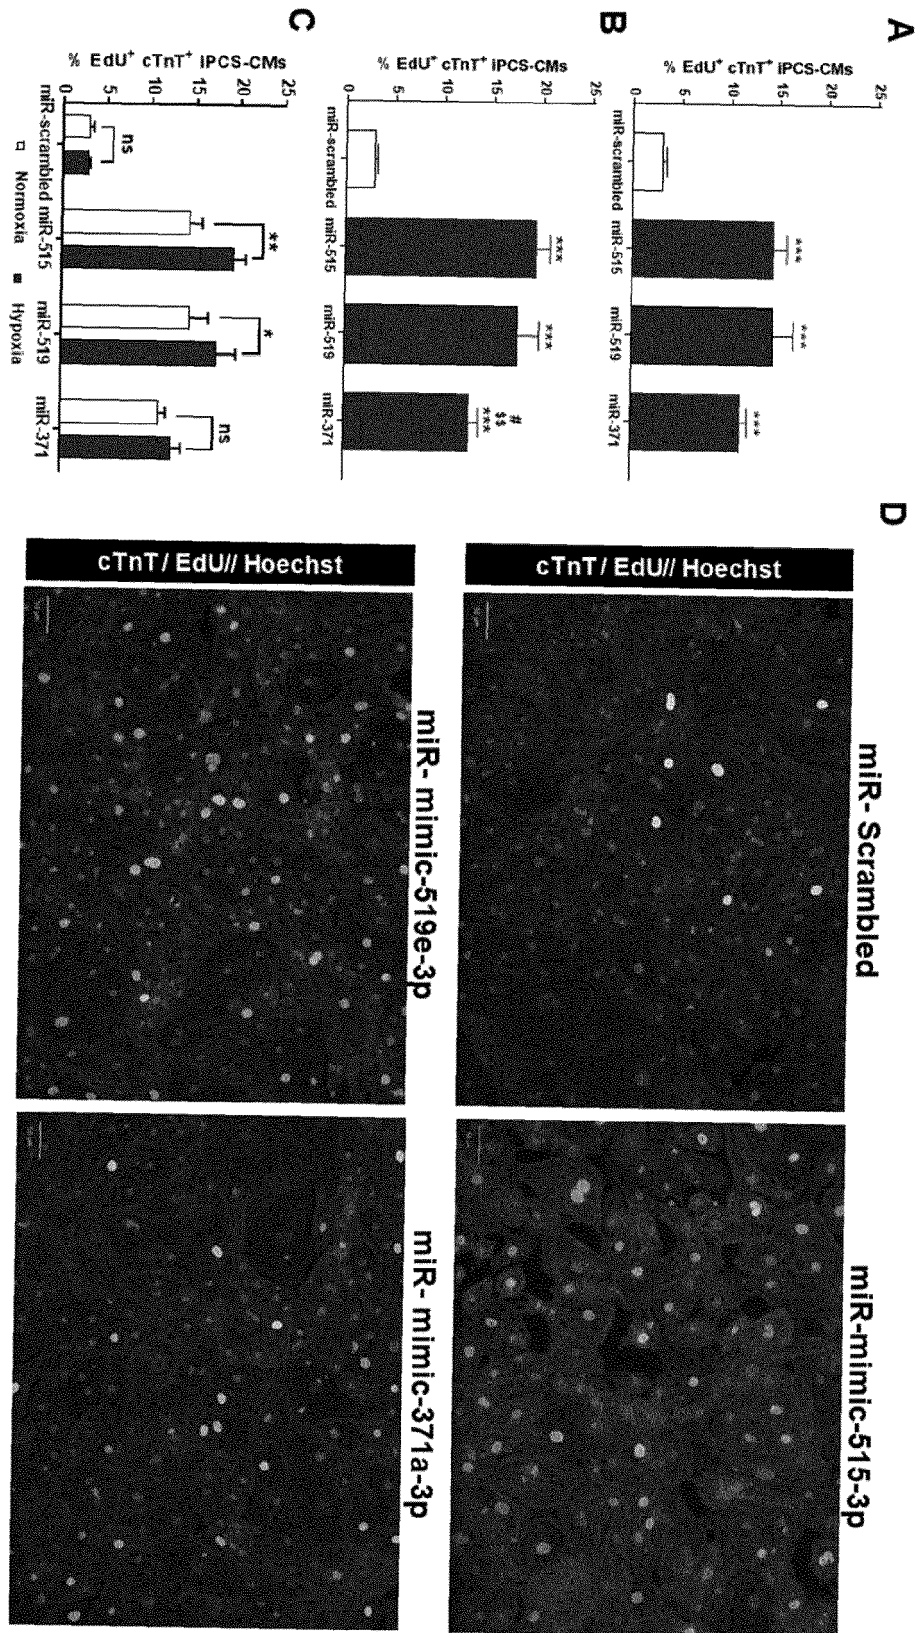 A
% EdU+ cTnT+ iPCS-CMs
25
20
15
10
5
0
***
***
***
miR-scrambled
miR-515
miR-519
miR-371
B
% EdU+ cTnT+ iPCS-CMs
25
20
15
10
5
0
***
***
#
$$
***
miR-scrambled
miR-515
miR-519
miR-371
C
% EdU+ cTnT+ iPCS-CMs
25
20
15
10
5
0
ns
**
*
ns
miR-scrambled
miR-515
miR-519
miR-371
Normoxia
Hypoxia
D
miR- Scrambled
miR-mimic-515-3p
cTnT/ EdU// Hoechst
miR- mimic-519e-3p
miR- mimic-371a-3p
cTnT/ EdU// Hoechst